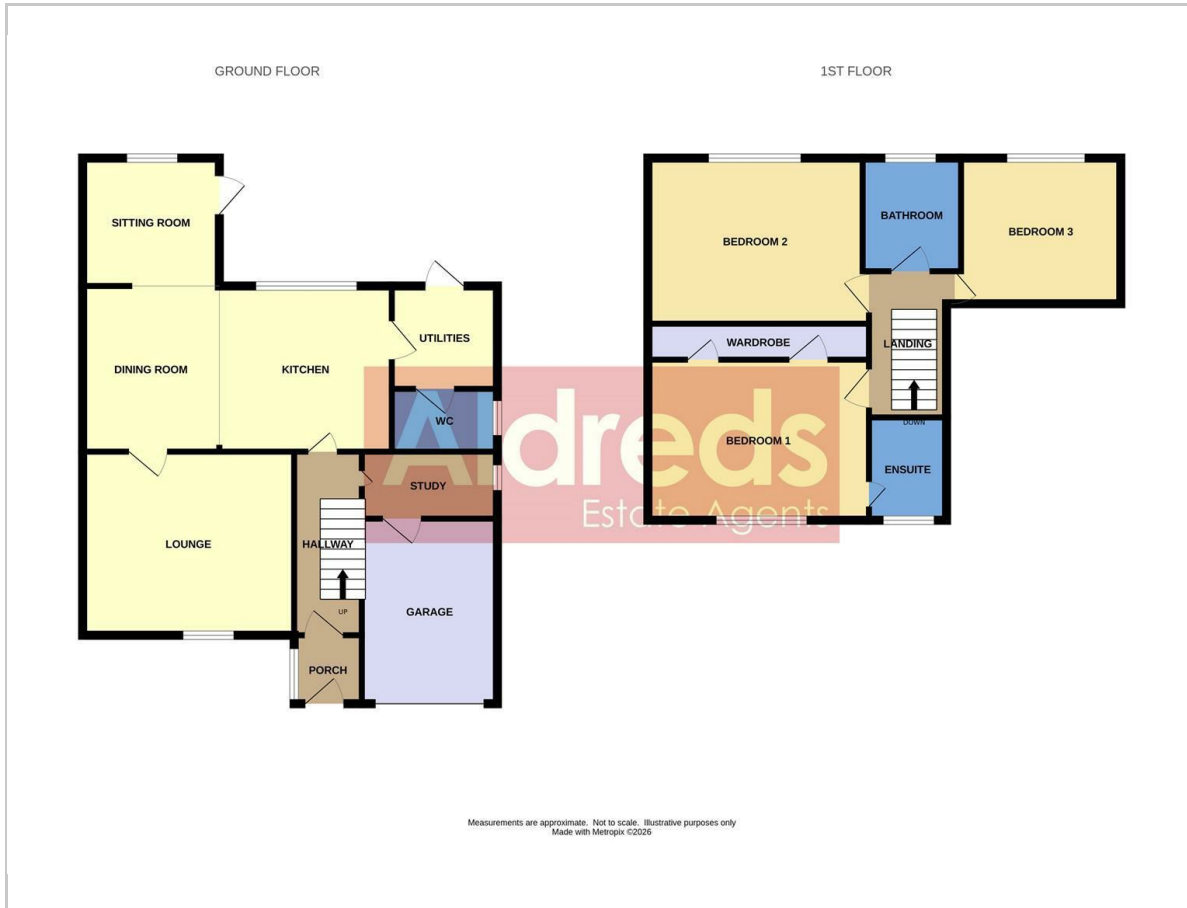 GROUND FLOOR
1ST FLOOR
SITTING ROOM
DINING ROOM
KITCHEN
UTILITIES
WC
STUDY
LOUNGE
HALLWAY
UP
GARAGE
PORCH
BEDROOM 2
BATHROOM
BEDROOM 3
WARDROBE
LANDING
DOWN
BEDROOM 1
ENSUITE
Aldreds
Estate Agents
Measurements are approximate. Not to scale. Illustrative purposes only
Made with Metropix ©2026